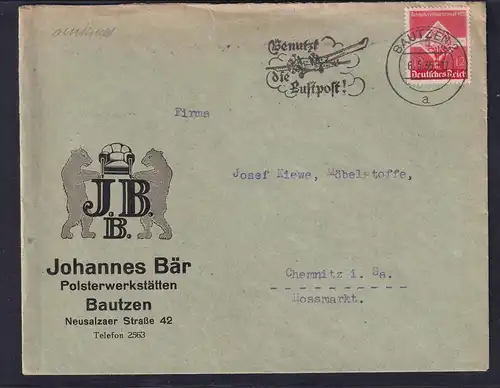 Benutzt
die
Luftpost!
BAUTZEN
a
Deutsches Reich
Firma
Josef Kiewe, Möbelstoffe,
Chemnitz i. Sa.
Rossmarkt.
J.B.
B.
Johannes Bär
Polsterwerkstätten
Bautzen
Neusalzaer Straße 42
Telefon 2563